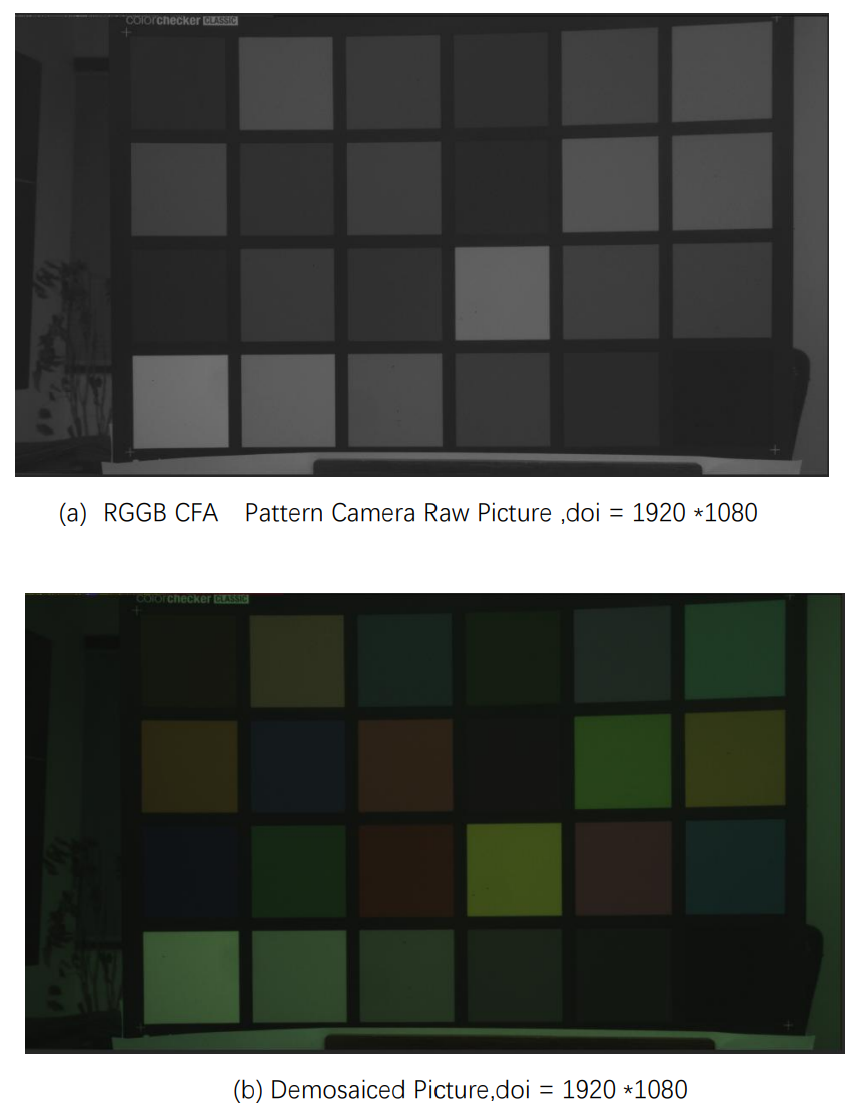 colorchecker CLASSIC
(a) RGGB CFA Pattern Camera Raw Picture ,doi = 1920 *1080
colorchecker CLASSIC
(b) Demosaiced Picture,doi = 1920 *1080